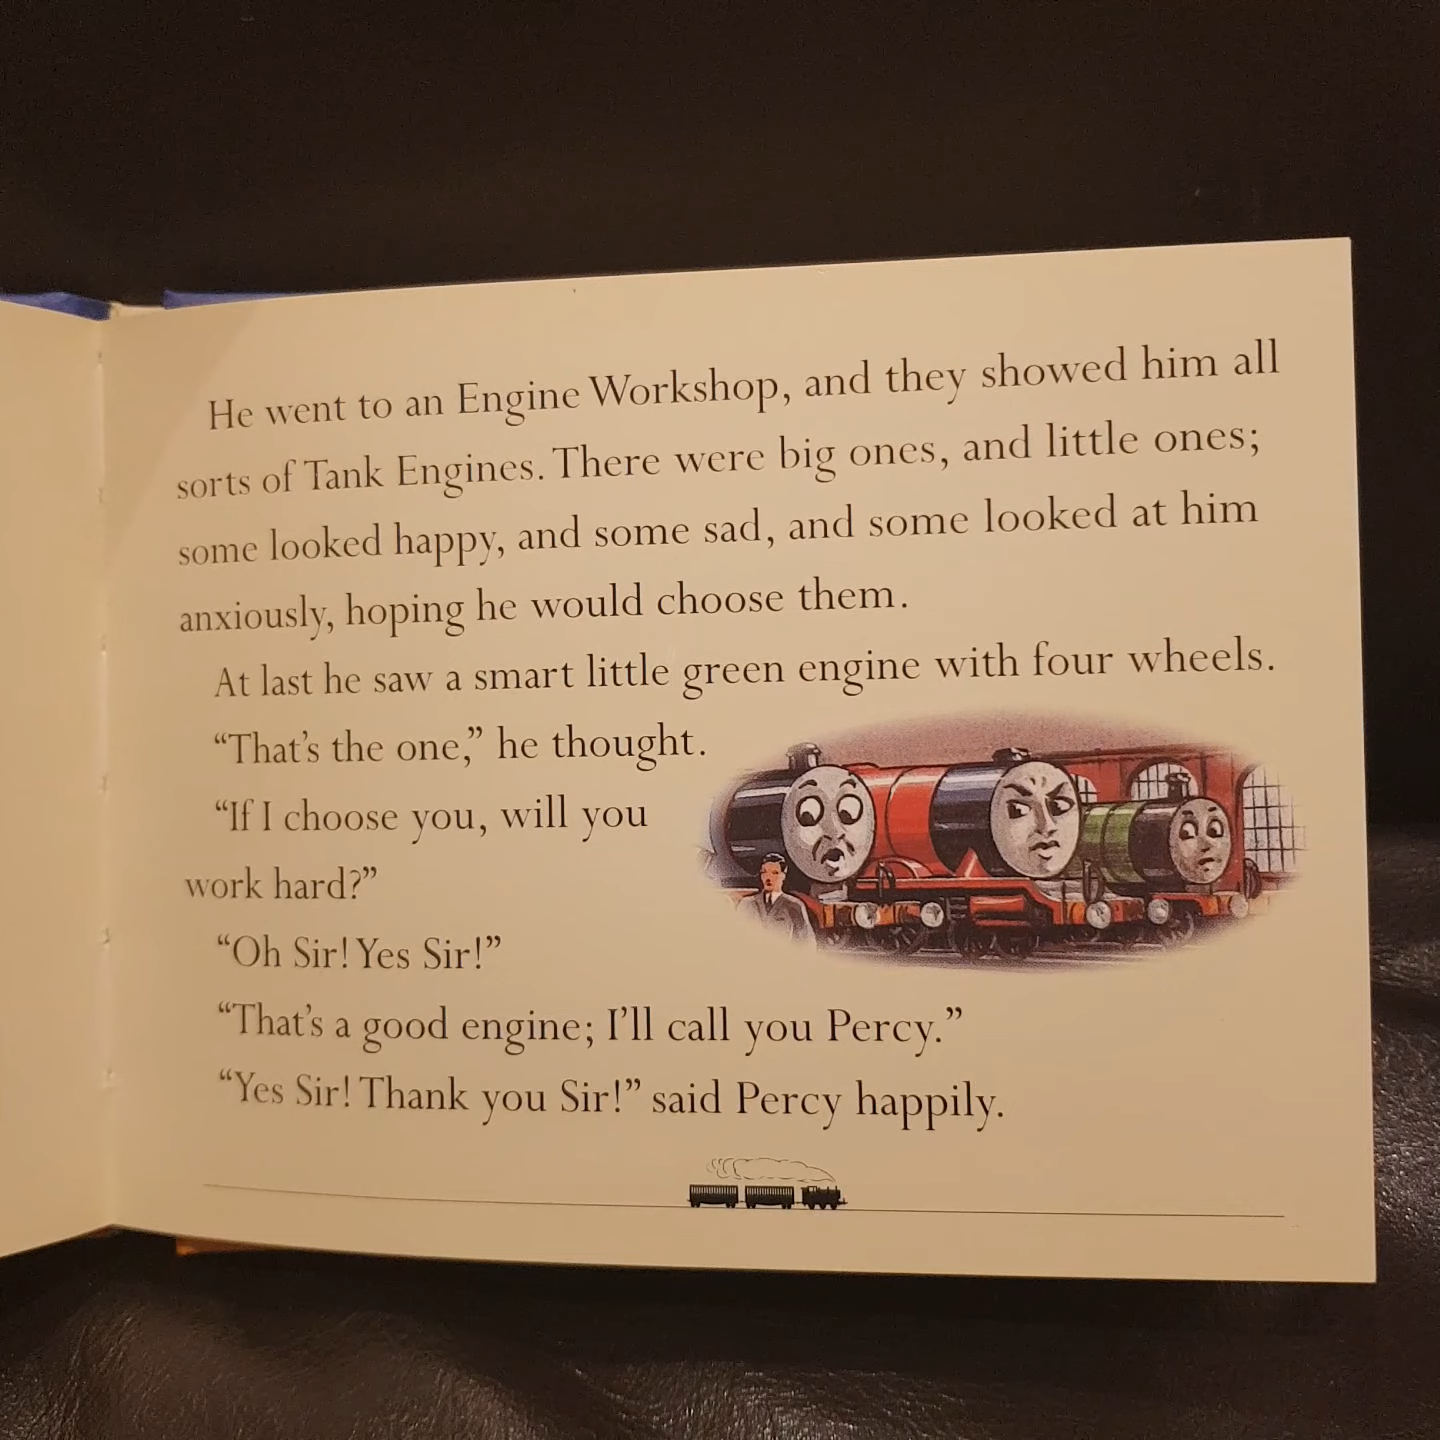 He went to an Engine Workshop, and they showed him all
sorts of Tank Engines. There were big ones, and little ones;
some looked happy, and some sad, and some looked at him
anxiously, hoping he would choose them.
At last he saw a smart little green engine with four wheels.
“That’s the one,” he thought.
“If I choose you, will you
work hard?”
“Oh Sir! Yes Sir!”
“That’s a good engine; I’ll call you Percy.”
“Yes Sir! Thank you Sir!” said Percy happily.